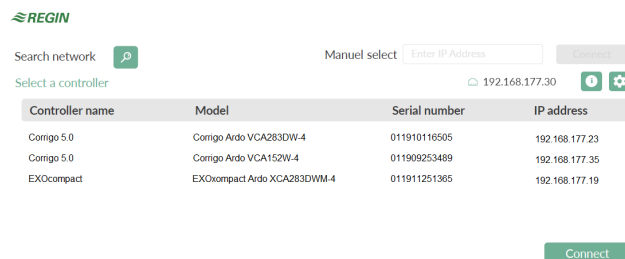 REGIN
Search network Manuel select Enter IP Address Connect
Select a controller 192.168.177.30
Controller name Model Serial number IP address
Corrigo 5.0 Corrigo Ardo VCA283DW-4 011910116505 192.168.177.23
Corrigo 5.0 Corrigo Ardo VCA152W-4 011909253489 192.168.177.35
EXOcompact EXOxompact Ardo XCA283DWM-4 011911251365 192.168.177.19
Connect